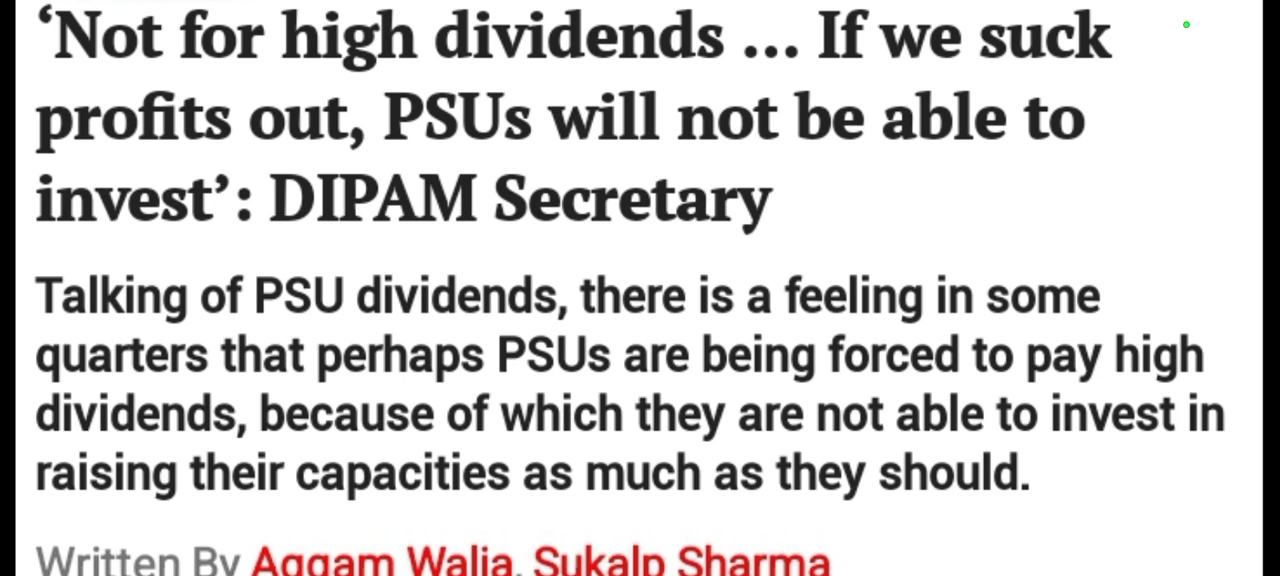 ‘Not for high dividends … If we suck
profits out, PSUs will not be able to
invest’: DIPAM Secretary
Talking of PSU dividends, there is a feeling in some
quarters that perhaps PSUs are being forced to pay high
dividends, because of which they are not able to invest in
raising their capacities as much as they should.
Written By Aggam Walia, Sukalp Sharma